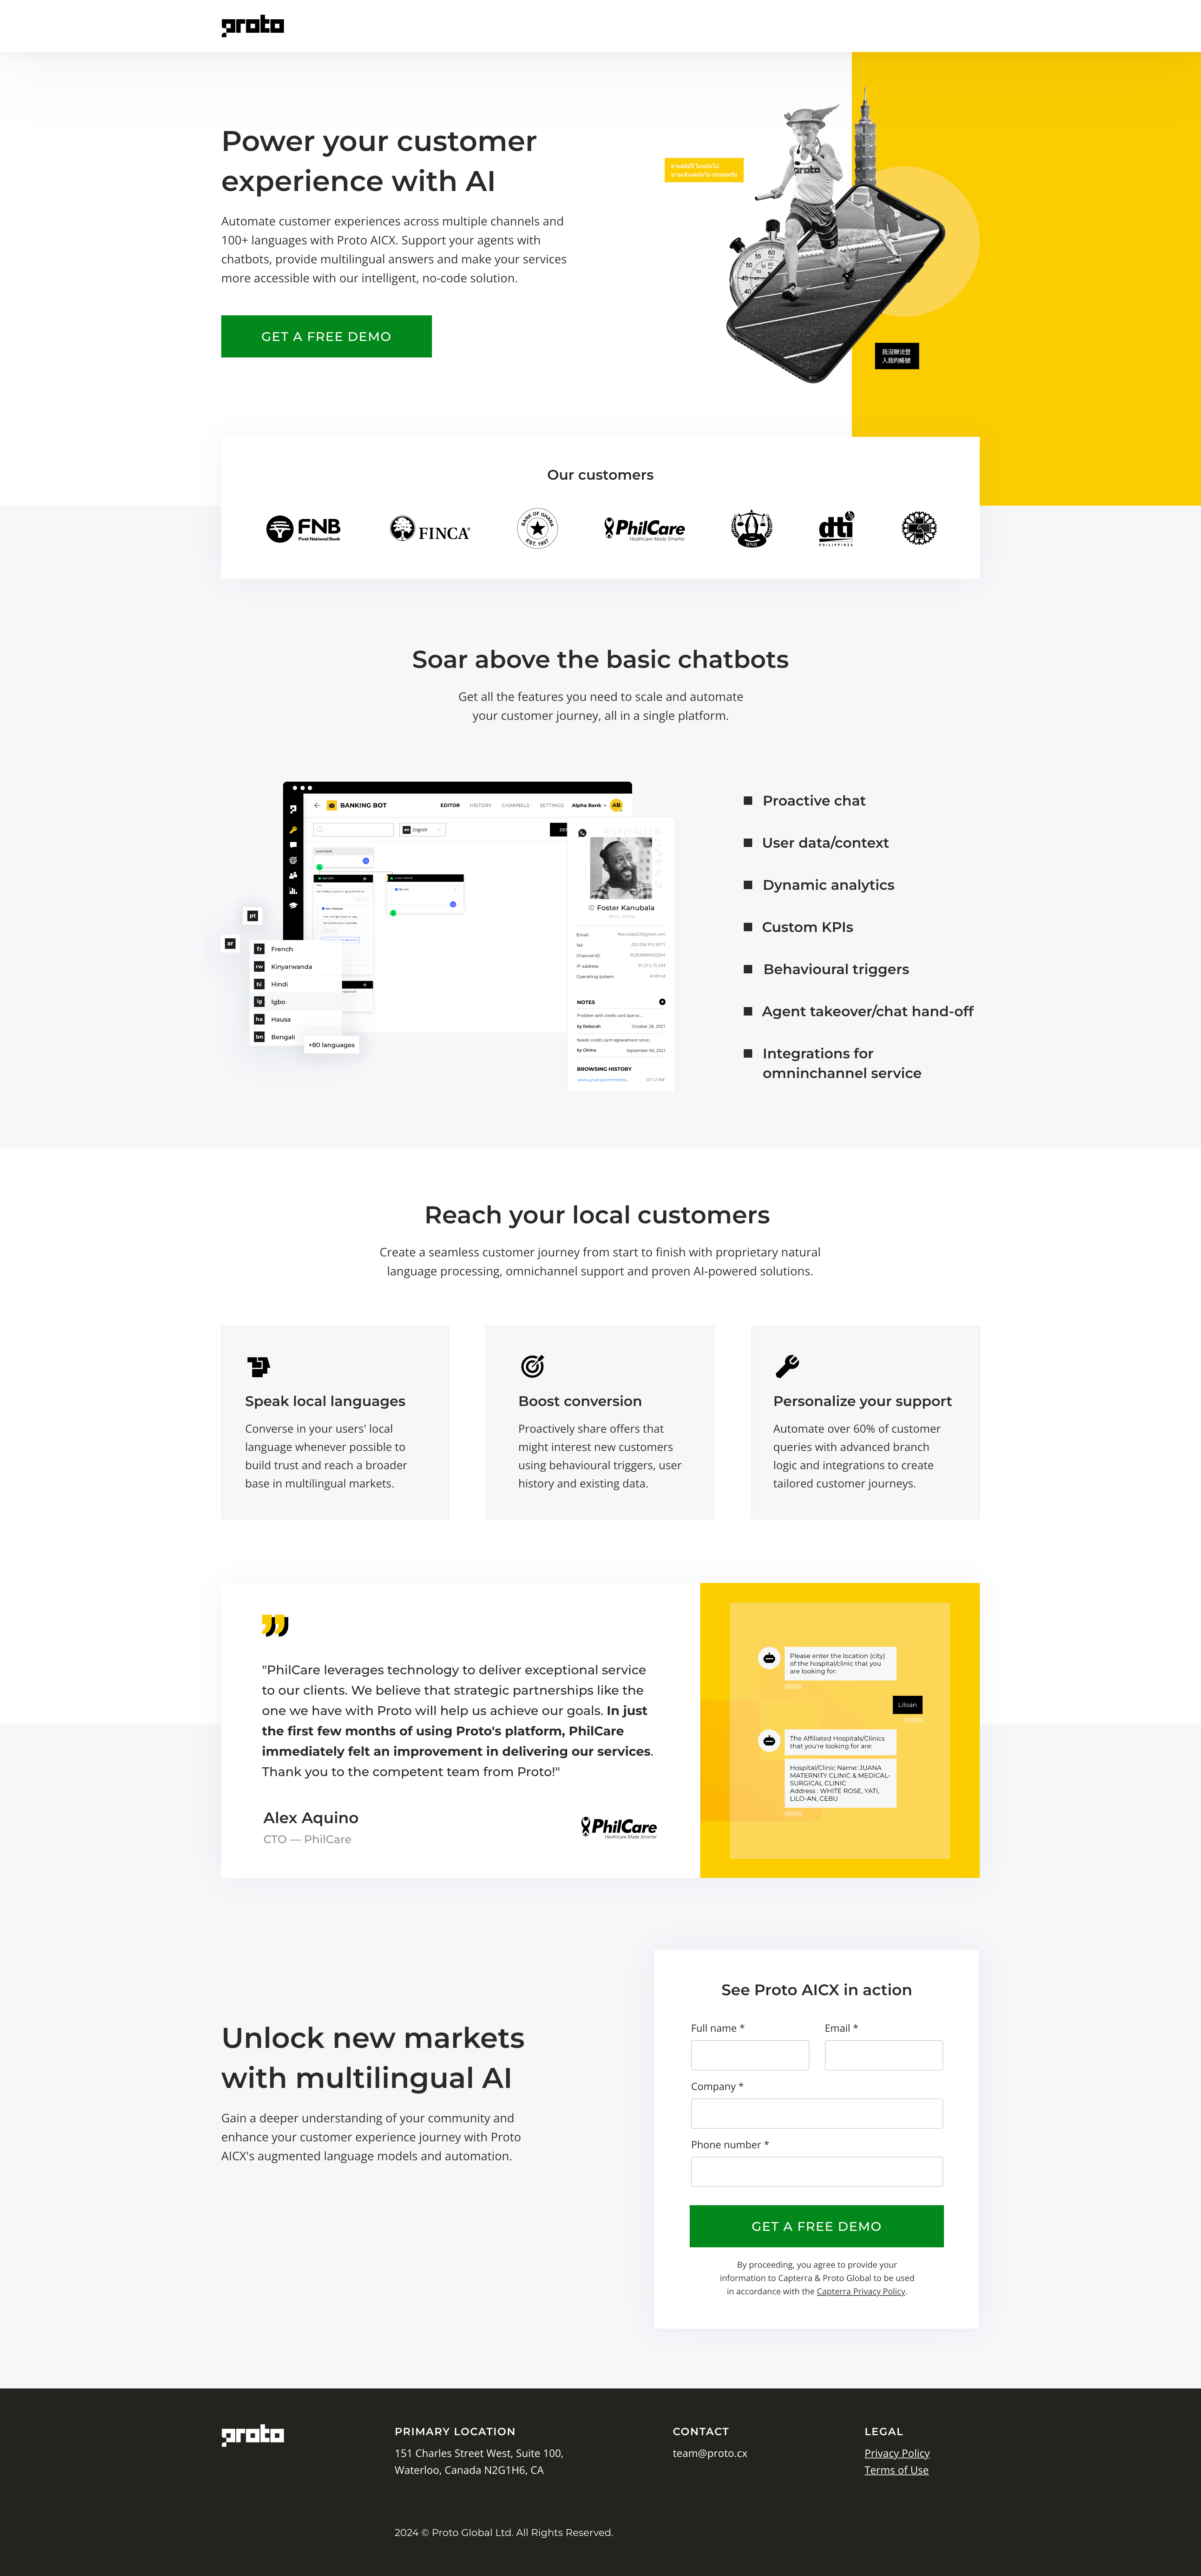 proto
Power your customer
experience with AI
Automate customer experiences across multiple channels and
100+ languages with Proto AICX. Support your agents with
chatbots, provide multilingual answers and make your services
more accessible with our intelligent, no-code solution.
GET A FREE DEMO
proto
我沒辦法登
入我的帳號
Our customers
FNB
First National Bank
FINCA®
BANK OF GHANA
EST. 1957
PhilCare
Healthcare Made Smarter
BNR
dti
PHILIPPINES
Soar above the basic chatbots
Get all the features you need to scale and automate
your customer journey, all in a single platform.
BANKING BOT
EDITOR
HISTORY
CHANNELS
SETTINGS
Alpha Bank
AB
en
English
Foster Kanubala
Accra, Ghana
Email
fkanubala52@gmail.com
Tel
233 038 912 9571
Channel ID
IP address
41.213.75.204
Operating system
Android
NOTES
Problem with credit card due to...
by Deborah
October 28, 2021
Needs credit card replacement since...
by Chima
September 04, 2021
BROWSING HISTORY
07:12 AM
pt
ar
fr
French
rw
Kinyarwanda
hi
Hindi
ig
Igbo
ha
Hausa
bn
Bengali
+80 languages
Proactive chat
User data/context
Dynamic analytics
Custom KPIs
Behavioural triggers
Agent takeover/chat hand-off
Integrations for
omninchannel service
Reach your local customers
Create a seamless customer journey from start to finish with proprietary natural
language processing, omnichannel support and proven AI-powered solutions.
Speak local languages
Converse in your users' local
language whenever possible to
build trust and reach a broader
base in multilingual markets.
Boost conversion
Proactively share offers that
might interest new customers
using behavioural triggers, user
history and existing data.
Personalize your support
Automate over 60% of customer
queries with advanced branch
logic and integrations to create
tailored customer journeys.
"PhilCare leverages technology to deliver exceptional service
to our clients. We believe that strategic partnerships like the
one we have with Proto will help us achieve our goals. In just
the first few months of using Proto's platform, PhilCare
immediately felt an improvement in delivering our services.
Thank you to the competent team from Proto!"
Alex Aquino
CTO — PhilCare
PhilCare
Healthcare Made Smarter
Please enter the location (city)
of the hospital/clinic that you
are looking for:
Liloan
The Affiliated Hospitals/Clinics
that you're looking for are:
Hospital/Clinic Name: JUANA
MATERNITY CLINIC & MEDICAL-
SURGICAL CLINIC
Address : WHITE ROSE, YATI,
LILO-AN, CEBU
Unlock new markets
with multilingual AI
Gain a deeper understanding of your community and
enhance your customer experience journey with Proto
AICX's augmented language models and automation.
See Proto AICX in action
Full name *
Email *
Company *
Phone number *
GET A FREE DEMO
By proceeding, you agree to provide your
information to Capterra & Proto Global to be used
in accordance with the Capterra Privacy Policy.
proto
PRIMARY LOCATION
151 Charles Street West, Suite 100,
Waterloo, Canada N2G1H6, CA
CONTACT
team@proto.cx
LEGAL
Privacy Policy
Terms of Use
2024 © Proto Global Ltd. All Rights Reserved.